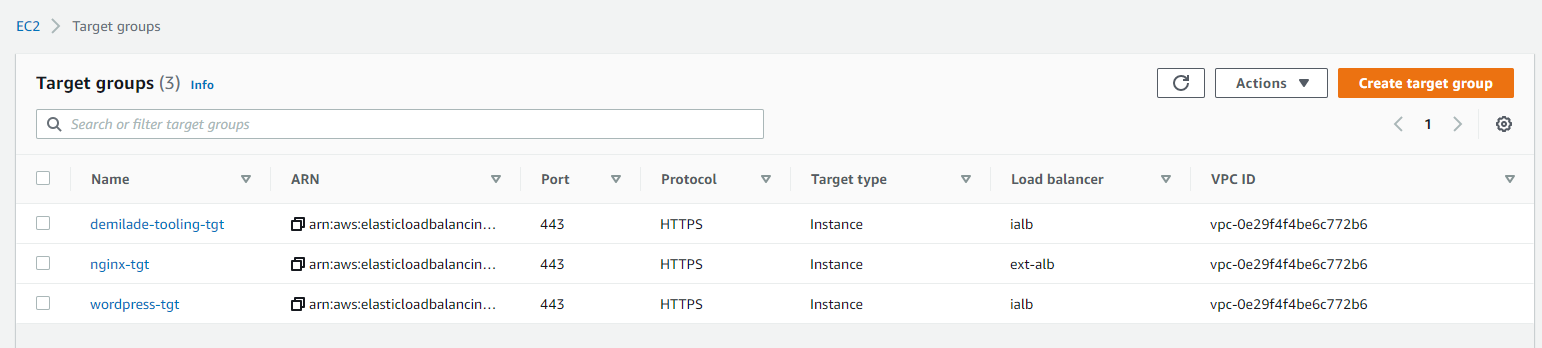 EC2 Target groups
Target groups (3) Info Actions Create target group
Search or filter target groups 1
Name ARN Port Protocol Target type Load balancer VPC ID
demilade-tooling-tgt arn:aws:elasticloadbalancin... 443 HTTPS Instance ialb vpc-0e29f4f4be6c772b6
nginx-tgt arn:aws:elasticloadbalancin... 443 HTTPS Instance ext-alb vpc-0e29f4f4be6c772b6
wordpress-tgt arn:aws:elasticloadbalancin... 443 HTTPS Instance ialb vpc-0e29f4f4be6c772b6